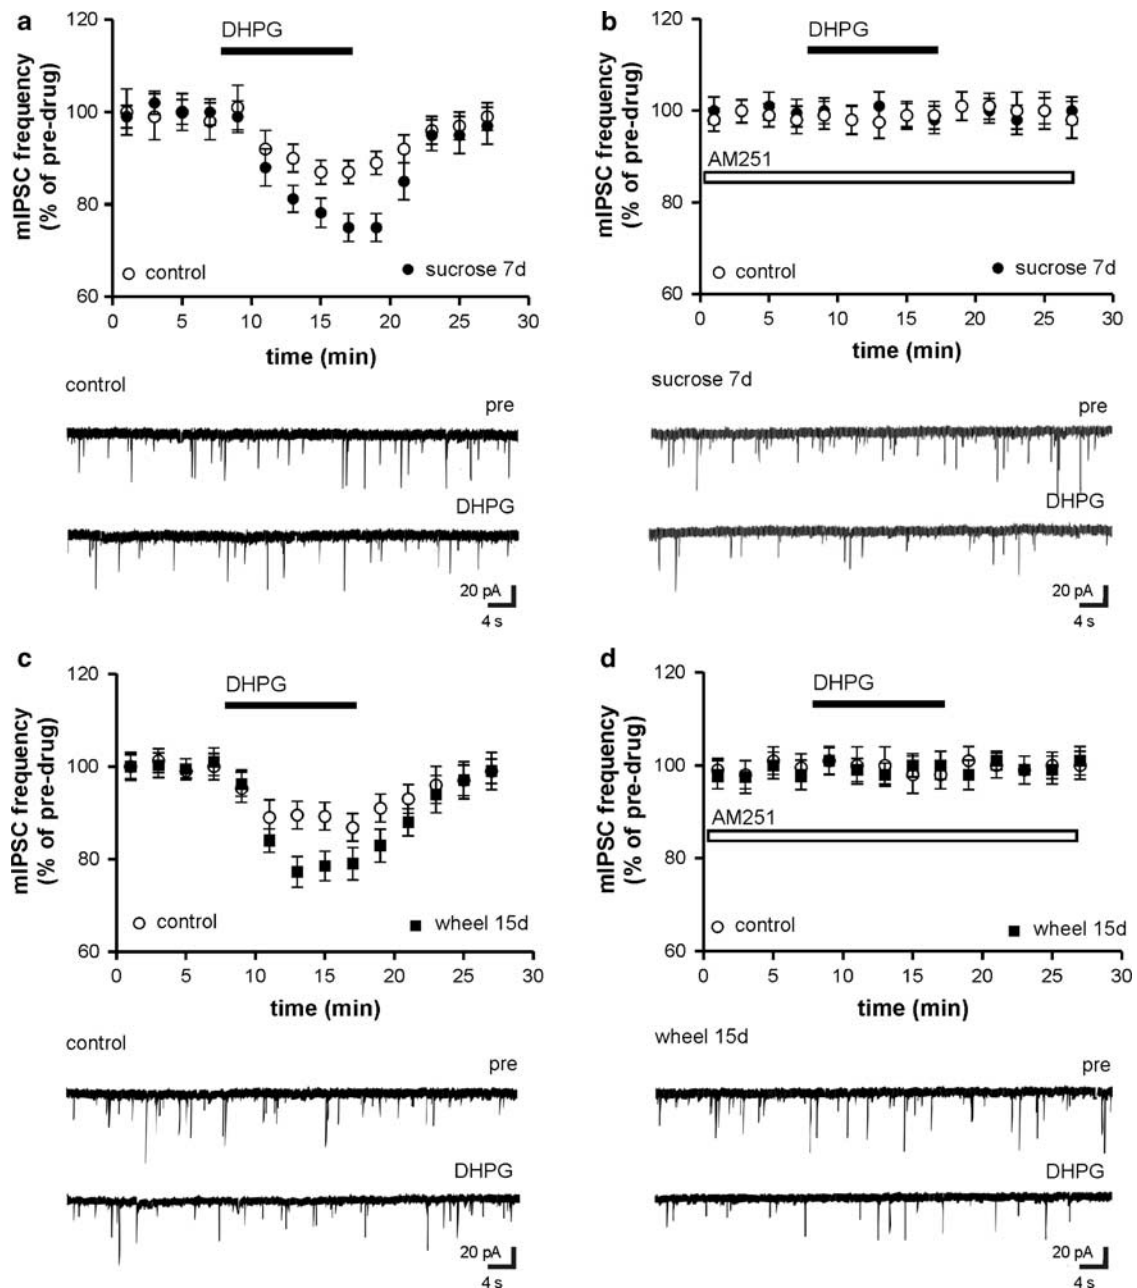 a
120
100
80
60
mIPSC frequency
(% of pre-drug)
DHPG
control
sucrose 7d
0 5 10 15 20 25 30
time (min)
b
120
100
80
60
mIPSC frequency
(% of pre-drug)
DHPG
AM251
control
sucrose 7d
0 5 10 15 20 25 30
time (min)
control
pre
DHPG
20 pA
4 s
sucrose 7d
pre
DHPG
20 pA
4 s
c
120
100
80
60
mIPSC frequency
(% of pre-drug)
DHPG
control
wheel 15d
0 5 10 15 20 25 30
time (min)
d
120
100
80
60
mIPSC frequency
(% of pre-drug)
DHPG
AM251
control
wheel 15d
0 5 10 15 20 25 30
time (min)
control
pre
DHPG
20 pA
4 s
wheel 15d
pre
DHPG
20 pA
4 s